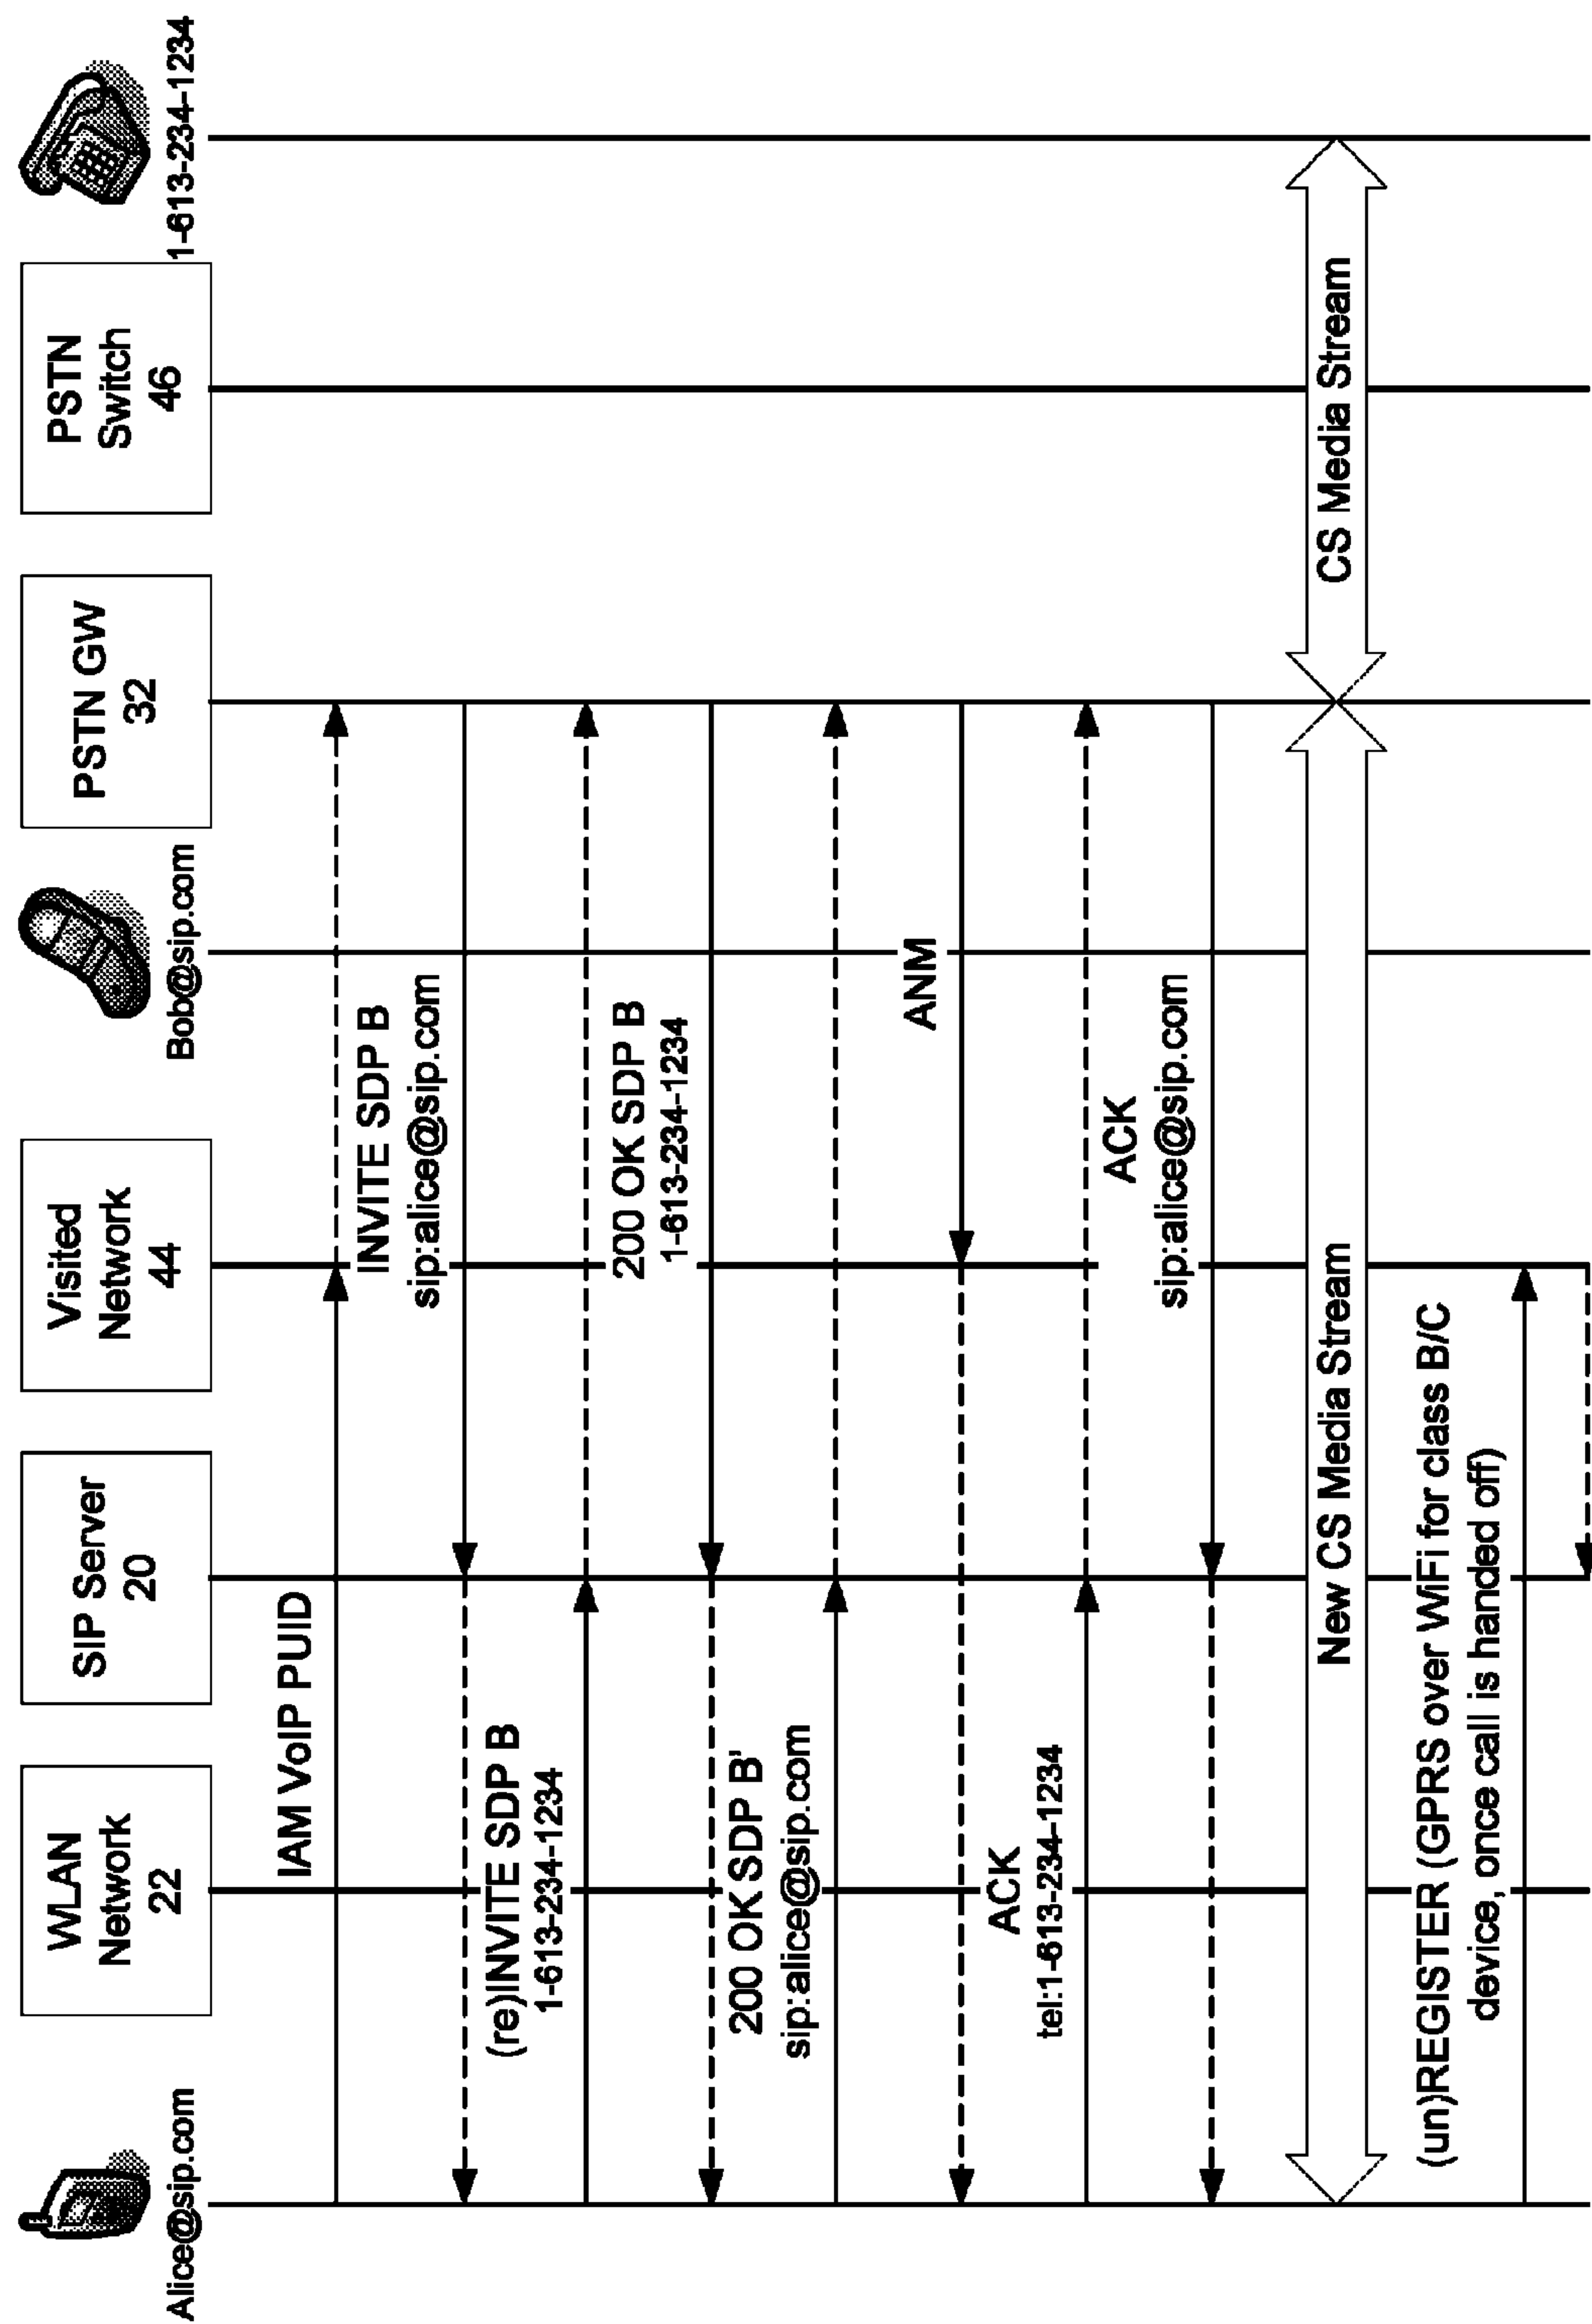 Alice@sip.com
WLAN
Network
22
SIP Server
20
Visited
Network
44
Bob@sip.com
PSTN GW
32
PSTN
Switch
46
1-613-234-1234
IAM VoIP PUID
INVITE SDP B
sip:alice@sip.com
(re)INVITE SDP B
1-613-234-1234
200 OK SDP B
1-613-234-1234
200 OK SDP B'
sip:alice@sip.com
ANM
ACK
tel:1-613-234-1234
ACK
sip:alice@sip.com
New CS Media Stream
CS Media Stream
(un)REGISTER (GPRS over WiFi for class B/C
device, once call is handed off)